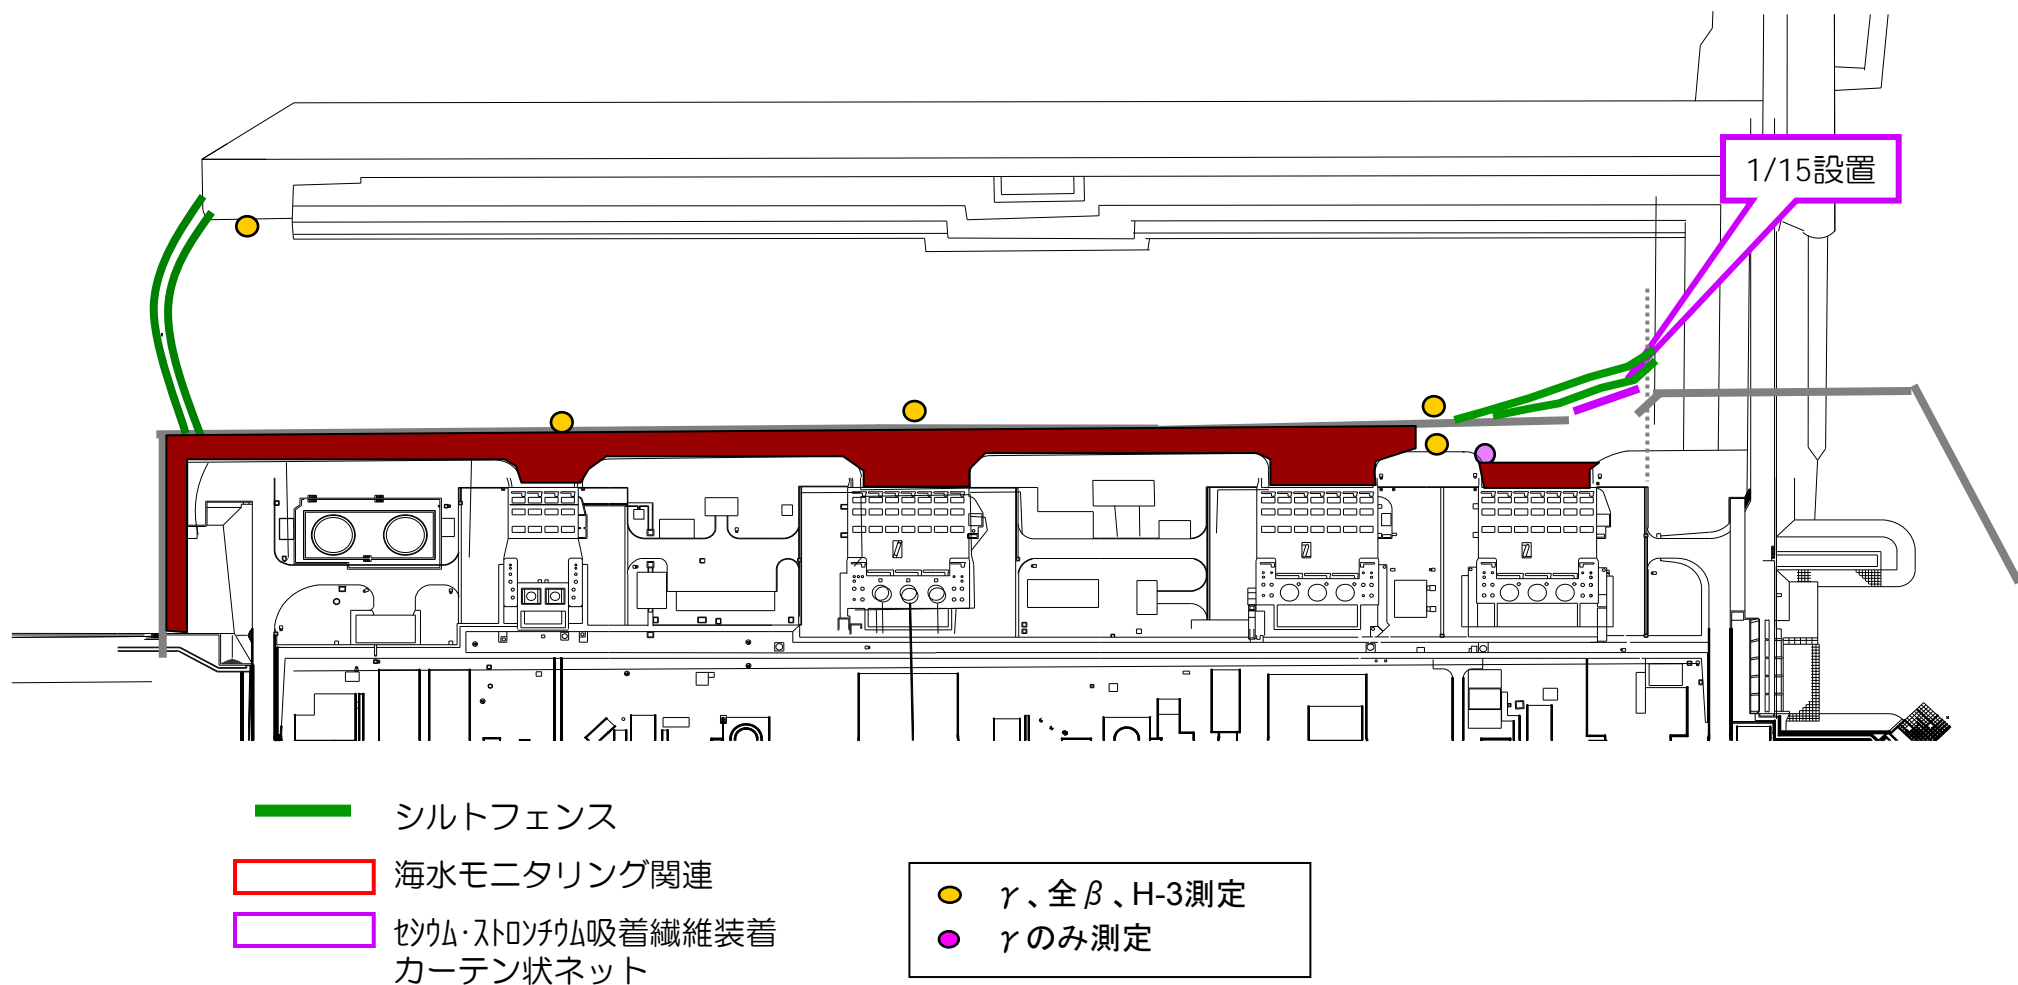 1/15設置
シルトフェンス
海水モニタリング関連
ｾｼｳﾑ・ｽﾄﾛﾝﾁｳﾑ吸着繊維装着
カーテン状ネット
γ、全β、H-3測定
γのみ測定